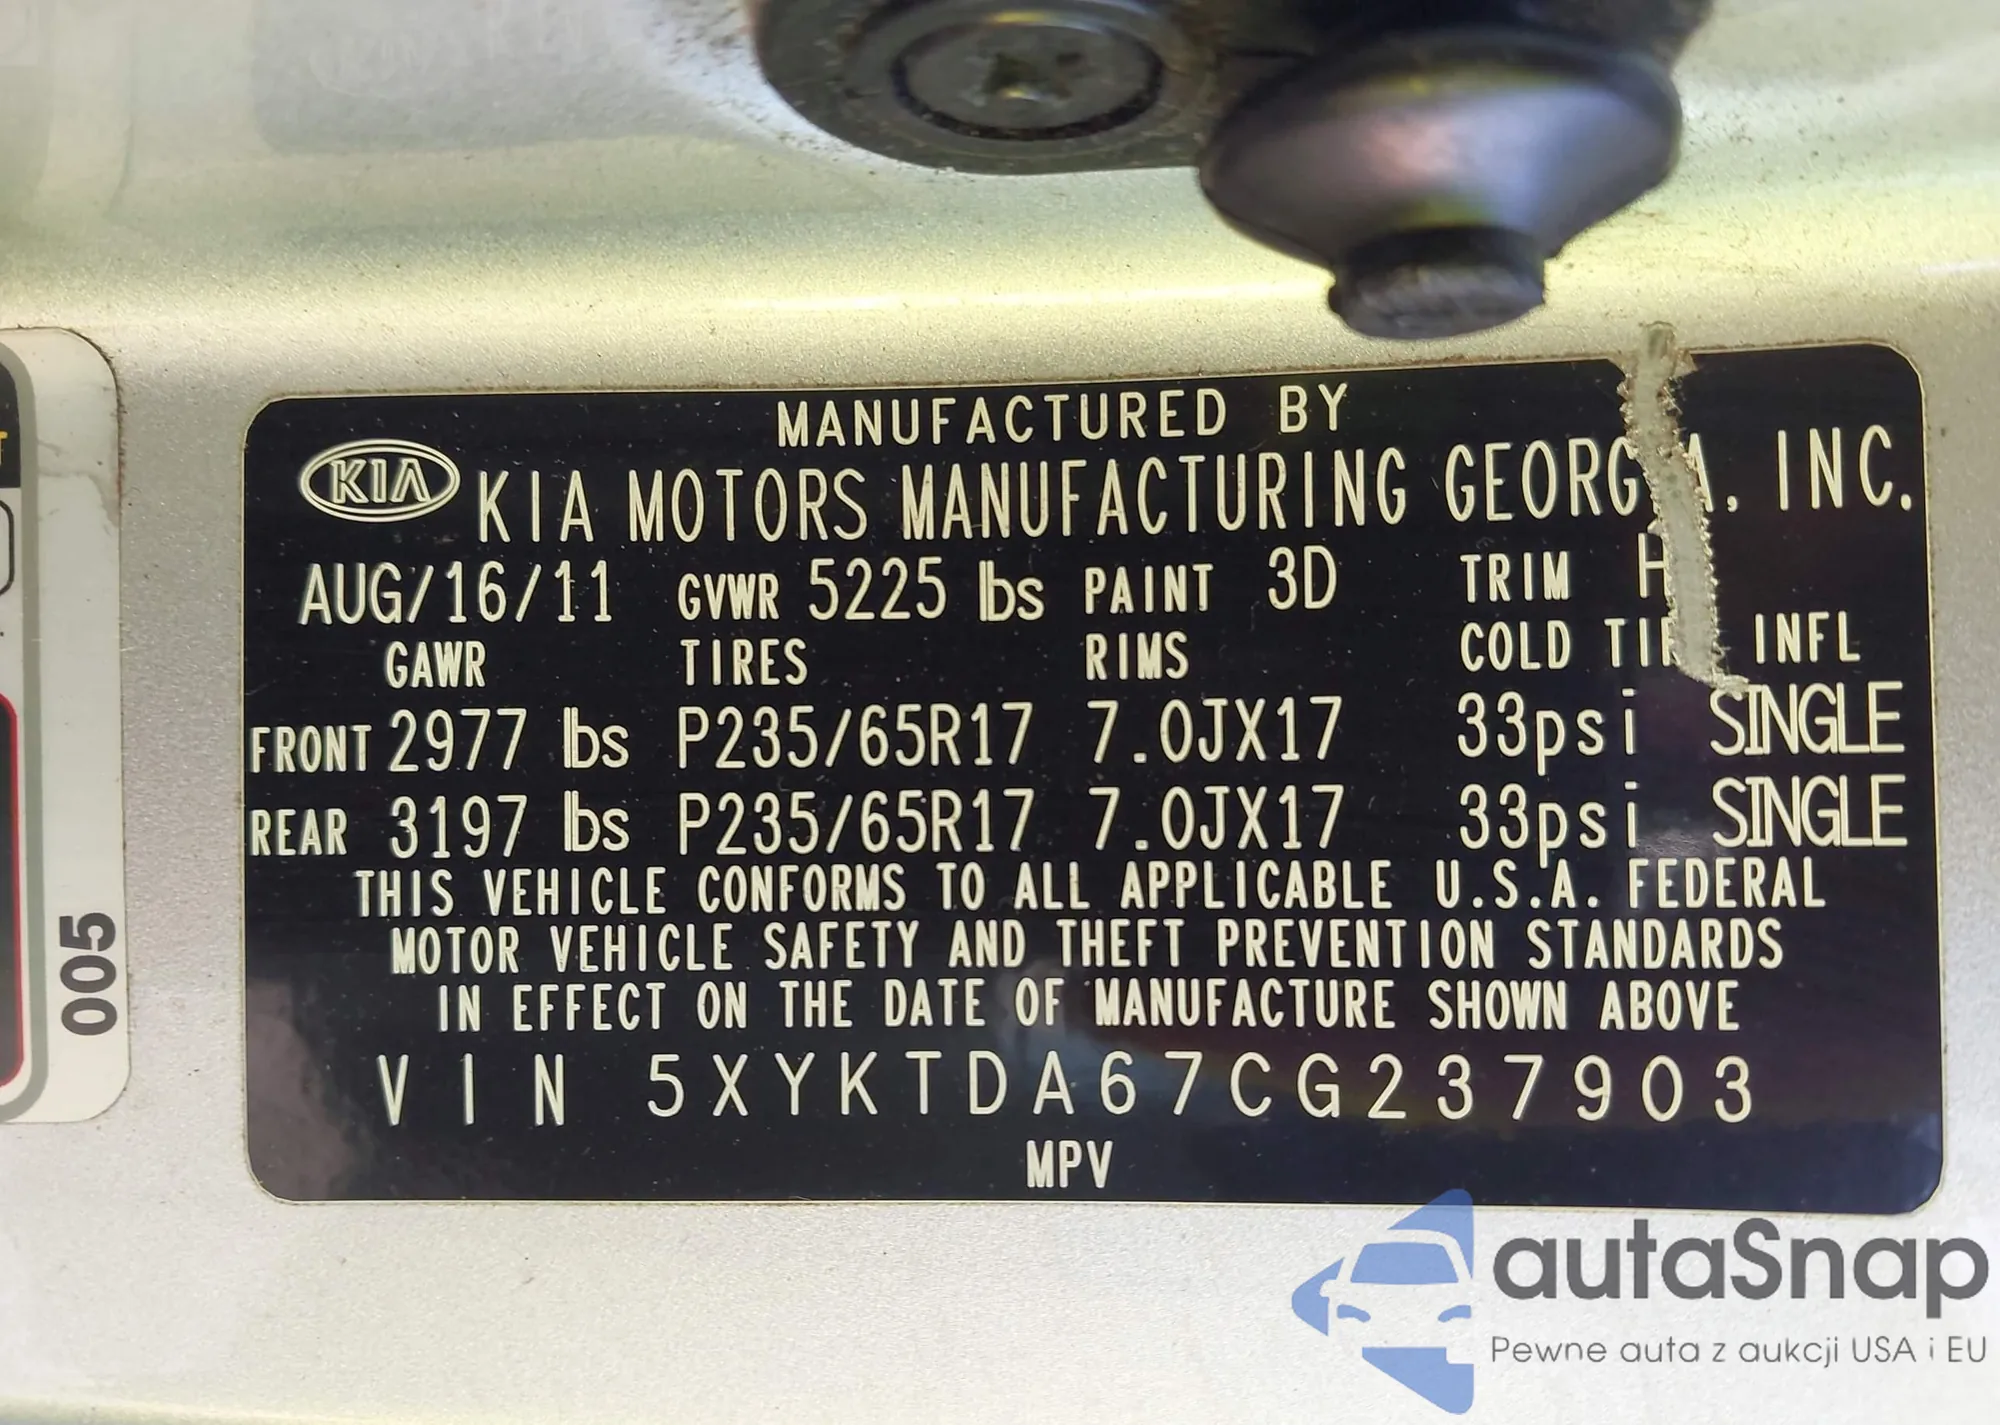 MANUFACTURED BY
KIA KIA MOTORS MANUFACTURING GEORGIA, INC.
AUG/16/11 GVWR 5225 lbs PAINT 3D TRIM
GAWR TIRES RIMS COLD TIRE INFL
FRONT 2977 lbs P235/65R17 7.0JX17 33psi SINGLE
REAR 3197 lbs P235/65R17 7.0JX17 33psi SINGLE
THIS VEHICLE CONFORMS TO ALL APPLICABLE U.S.A. FEDERAL
MOTOR VEHICLE SAFETY AND THEFT PREVENTION STANDARDS
IN EFFECT ON THE DATE OF MANUFACTURE SHOWN ABOVE
VIN 5XYKTDA67CG237903
MPV
005
autaSnap
Pewne auta z aukcji USA i EU